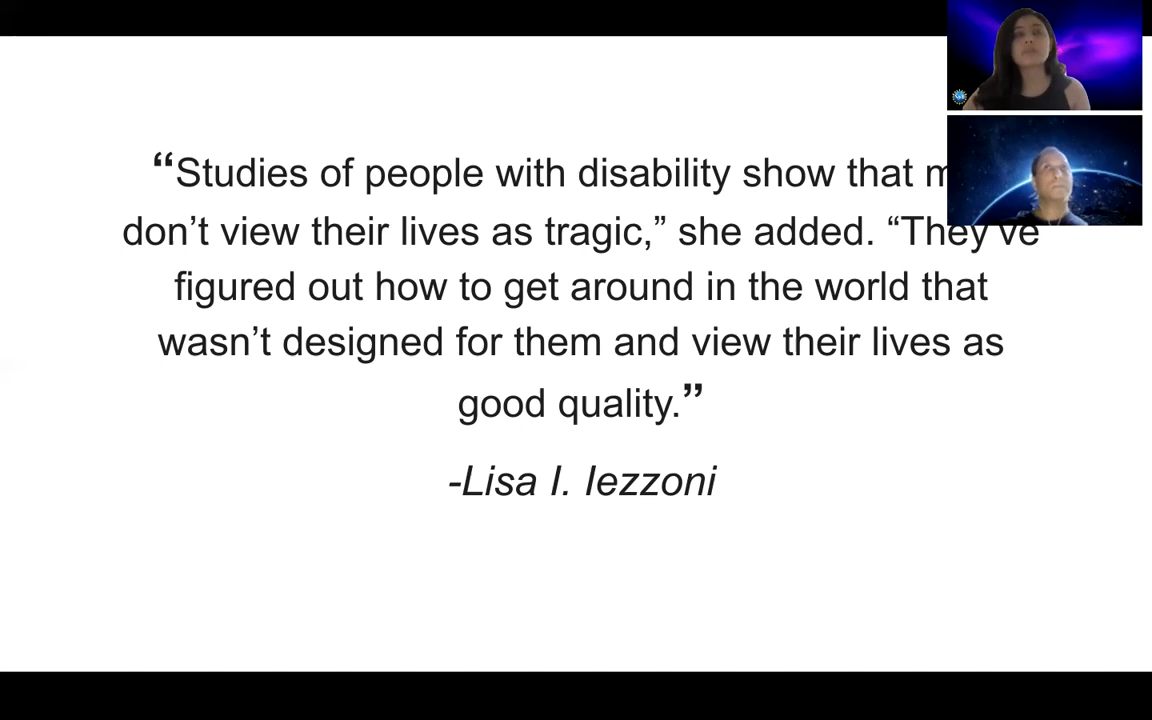 “Studies of people with disability show that
don’t view their lives as tragic,” she added. “They’ve
figured out how to get around in the world that
wasn’t designed for them and view their lives as
good quality.”
-Lisa I. Iezzoni